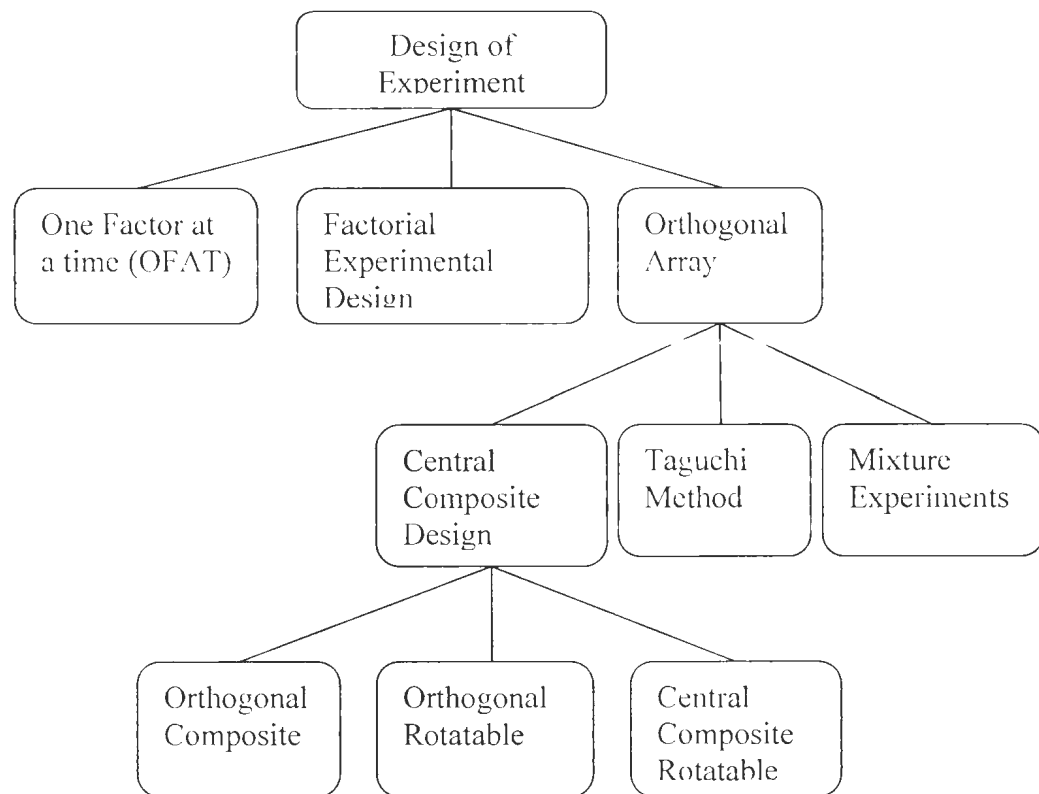 Design of
Experiment
One Factor at
a time (OFAT)
Factorial
Experimental
Design
Orthogonal
Array
Central
Composite
Design
Taguchi
Method
Mixture
Experiments
Orthogonal
Composite
Orthogonal
Rotatable
Central
Composite
Rotatable